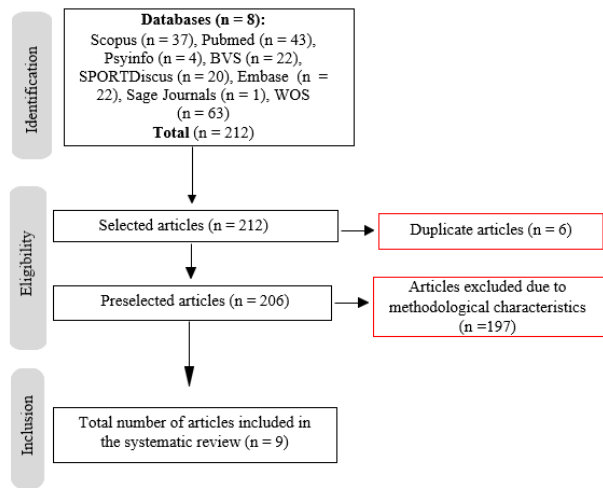 Identification
Databases (n = 8):
Scopus (n = 37), Pubmed (n = 43),
Psyinfo (n = 4), BVS (n = 22),
SPORTDiscus (n = 20), Embase (n =
22), Sage Journals (n = 1), WOS
(n = 63)
Total (n = 212)
Eligibility
Selected articles (n = 212)
Duplicate articles (n = 6)
Preselected articles (n = 206)
Articles excluded due to
methodological characteristics
(n =197)
Inclusion
Total number of articles included in
the systematic review (n = 9)